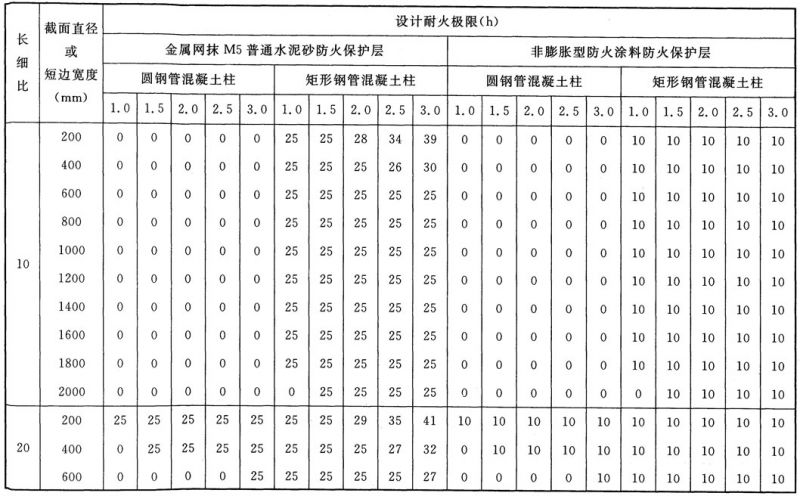 长细比 截面直径或短边宽度(mm) 设计耐火极限(h)
金属网抹 M5 普通水泥砂防火保护层 非膨胀型防火涂料防火保护层
圆钢管混凝土柱 矩形钢管混凝土柱 圆钢管混凝土柱 矩形钢管混凝土柱
1.0 1.5 2.0 2.5 3.0 1.0 1.5 2.0 2.5 3.0 1.0 1.5 2.0 2.5 3.0 1.0 1.5 2.0 2.5 3.0
10
200 0 0 0 0 0 25 25 28 34 39 0 0 0 0 0 10 10 10 10 10
400 0 0 0 0 0 25 25 25 26 30 0 0 0 0 0 10 10 10 10 10
600 0 0 0 0 0 25 25 25 25 25 0 0 0 0 0 10 10 10 10 10
800 0 0 0 0 0 25 25 25 25 25 0 0 0 0 0 10 10 10 10 10
1000 0 0 0 0 0 25 25 25 25 25 0 0 0 0 0 10 10 10 10 10
1200 0 0 0 0 0 25 25 25 25 25 0 0 0 0 0 10 10 10 10 10
1400 0 0 0 0 0 25 25 25 25 25 0 0 0 0 0 10 10 10 10 10
1600 0 0 0 0 0 25 25 25 25 25 0 0 0 0 0 10 10 10 10 10
1800 0 0 0 0 0 25 25 25 25 25 0 0 0 0 0 10 10 10 10 10
2000 0 0 0 0 0 0 25 25 25 25 0 0 0 0 0 0 10 10 10 10
20
200 25 25 25 25 25 25 25 29 35 41 10 10 10 10 10 10 10 10 10 10
400 0 25 25 25 25 25 25 25 27 32 0 10 10 10 10 10 10 10 10 10
600 0 0 0 0 25 25 25 25 25 27 0 0 0 0 10 10 10 10 10 10